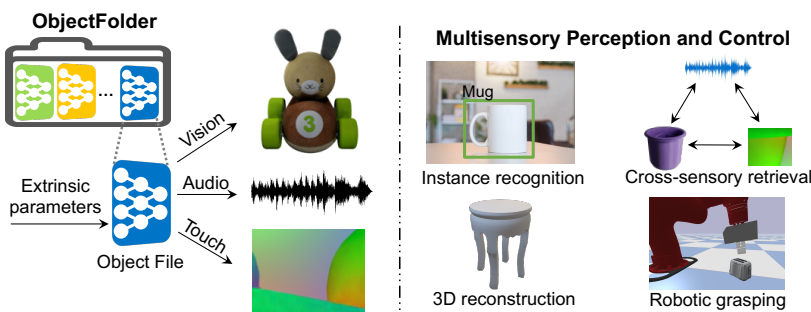 ObjectFolder
...
Vision
3
Extrinsic
parameters
Audio
Touch
Object File
Multisensory Perception and Control
Mug
Instance recognition
Cross-sensory retrieval
3D reconstruction
Robotic grasping